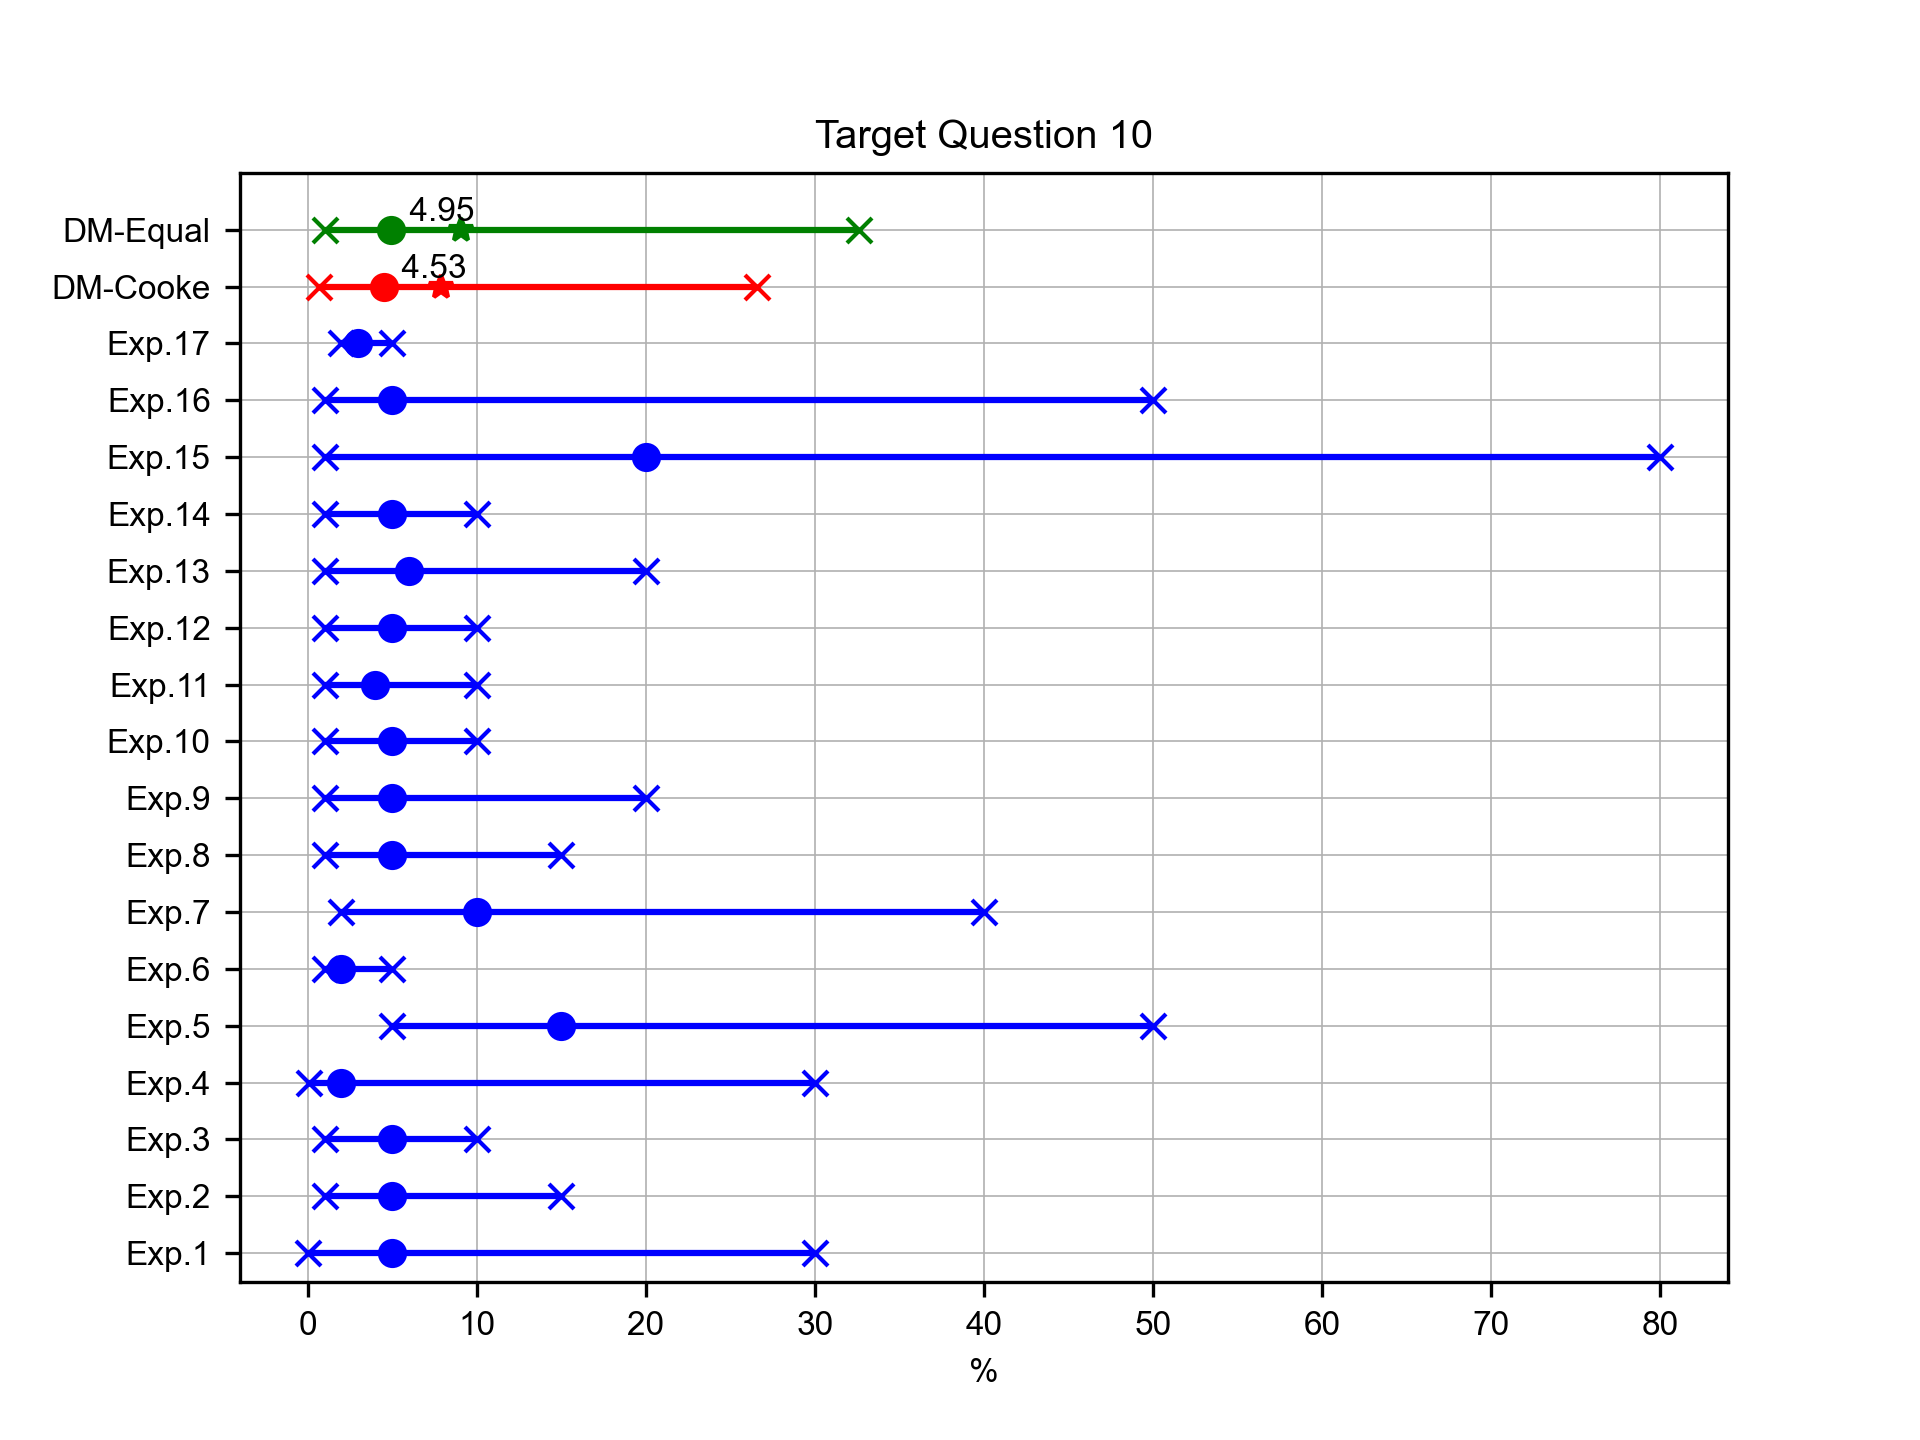 Target Question 10
DM-Equal
4.95
DM-Cooke
4.53
Exp.17
Exp.16
Exp.15
Exp.14
Exp.13
Exp.12
Exp.11
Exp.10
Exp.9
Exp.8
Exp.7
Exp.6
Exp.5
Exp.4
Exp.3
Exp.2
Exp.1
0 10 20 30 40 50 60 70 80
%